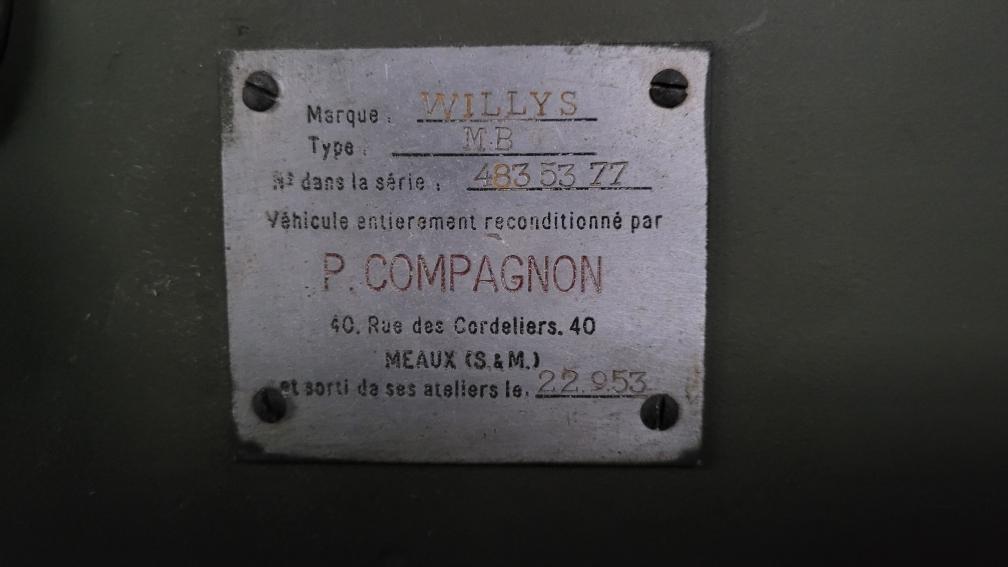 Marque : WILLYS
Type : M.B
Nº dans la série : 483 53 77
Véhicule entierement reconditionné par
P. COMPAGNON
40. Rue des Cordeliers. 40
MEAUX (S.&M.)
et sorti de ses ateliers le : 22.9.53